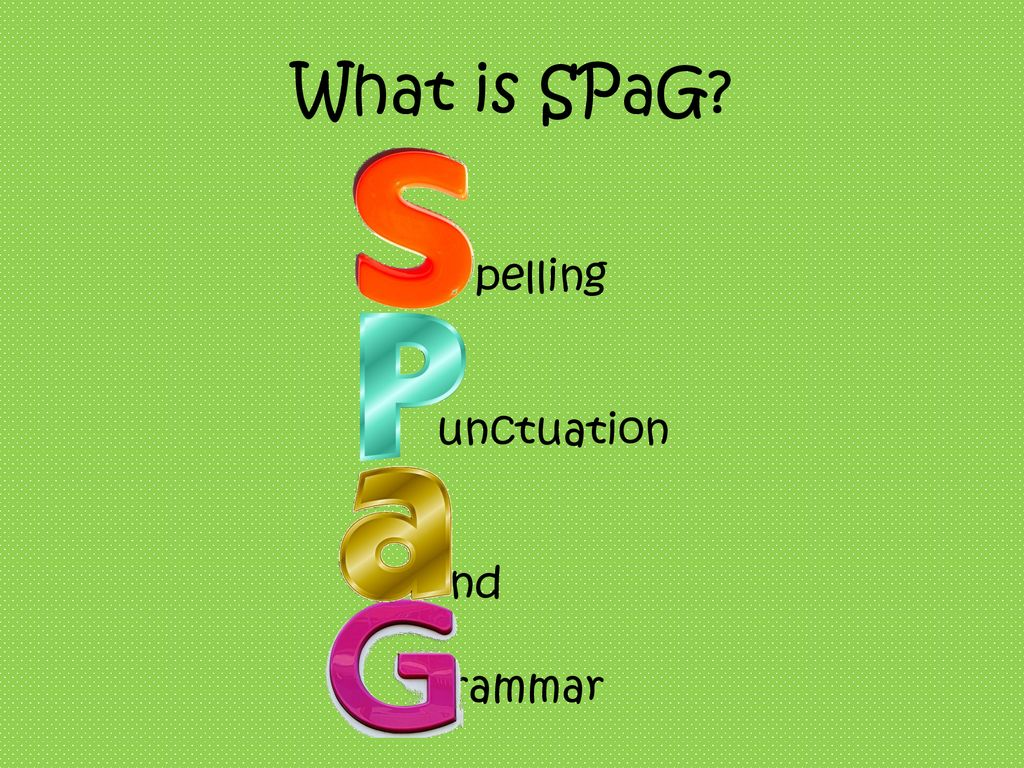 What is SPaG?
Spelling
Punctuation
and
Grammar